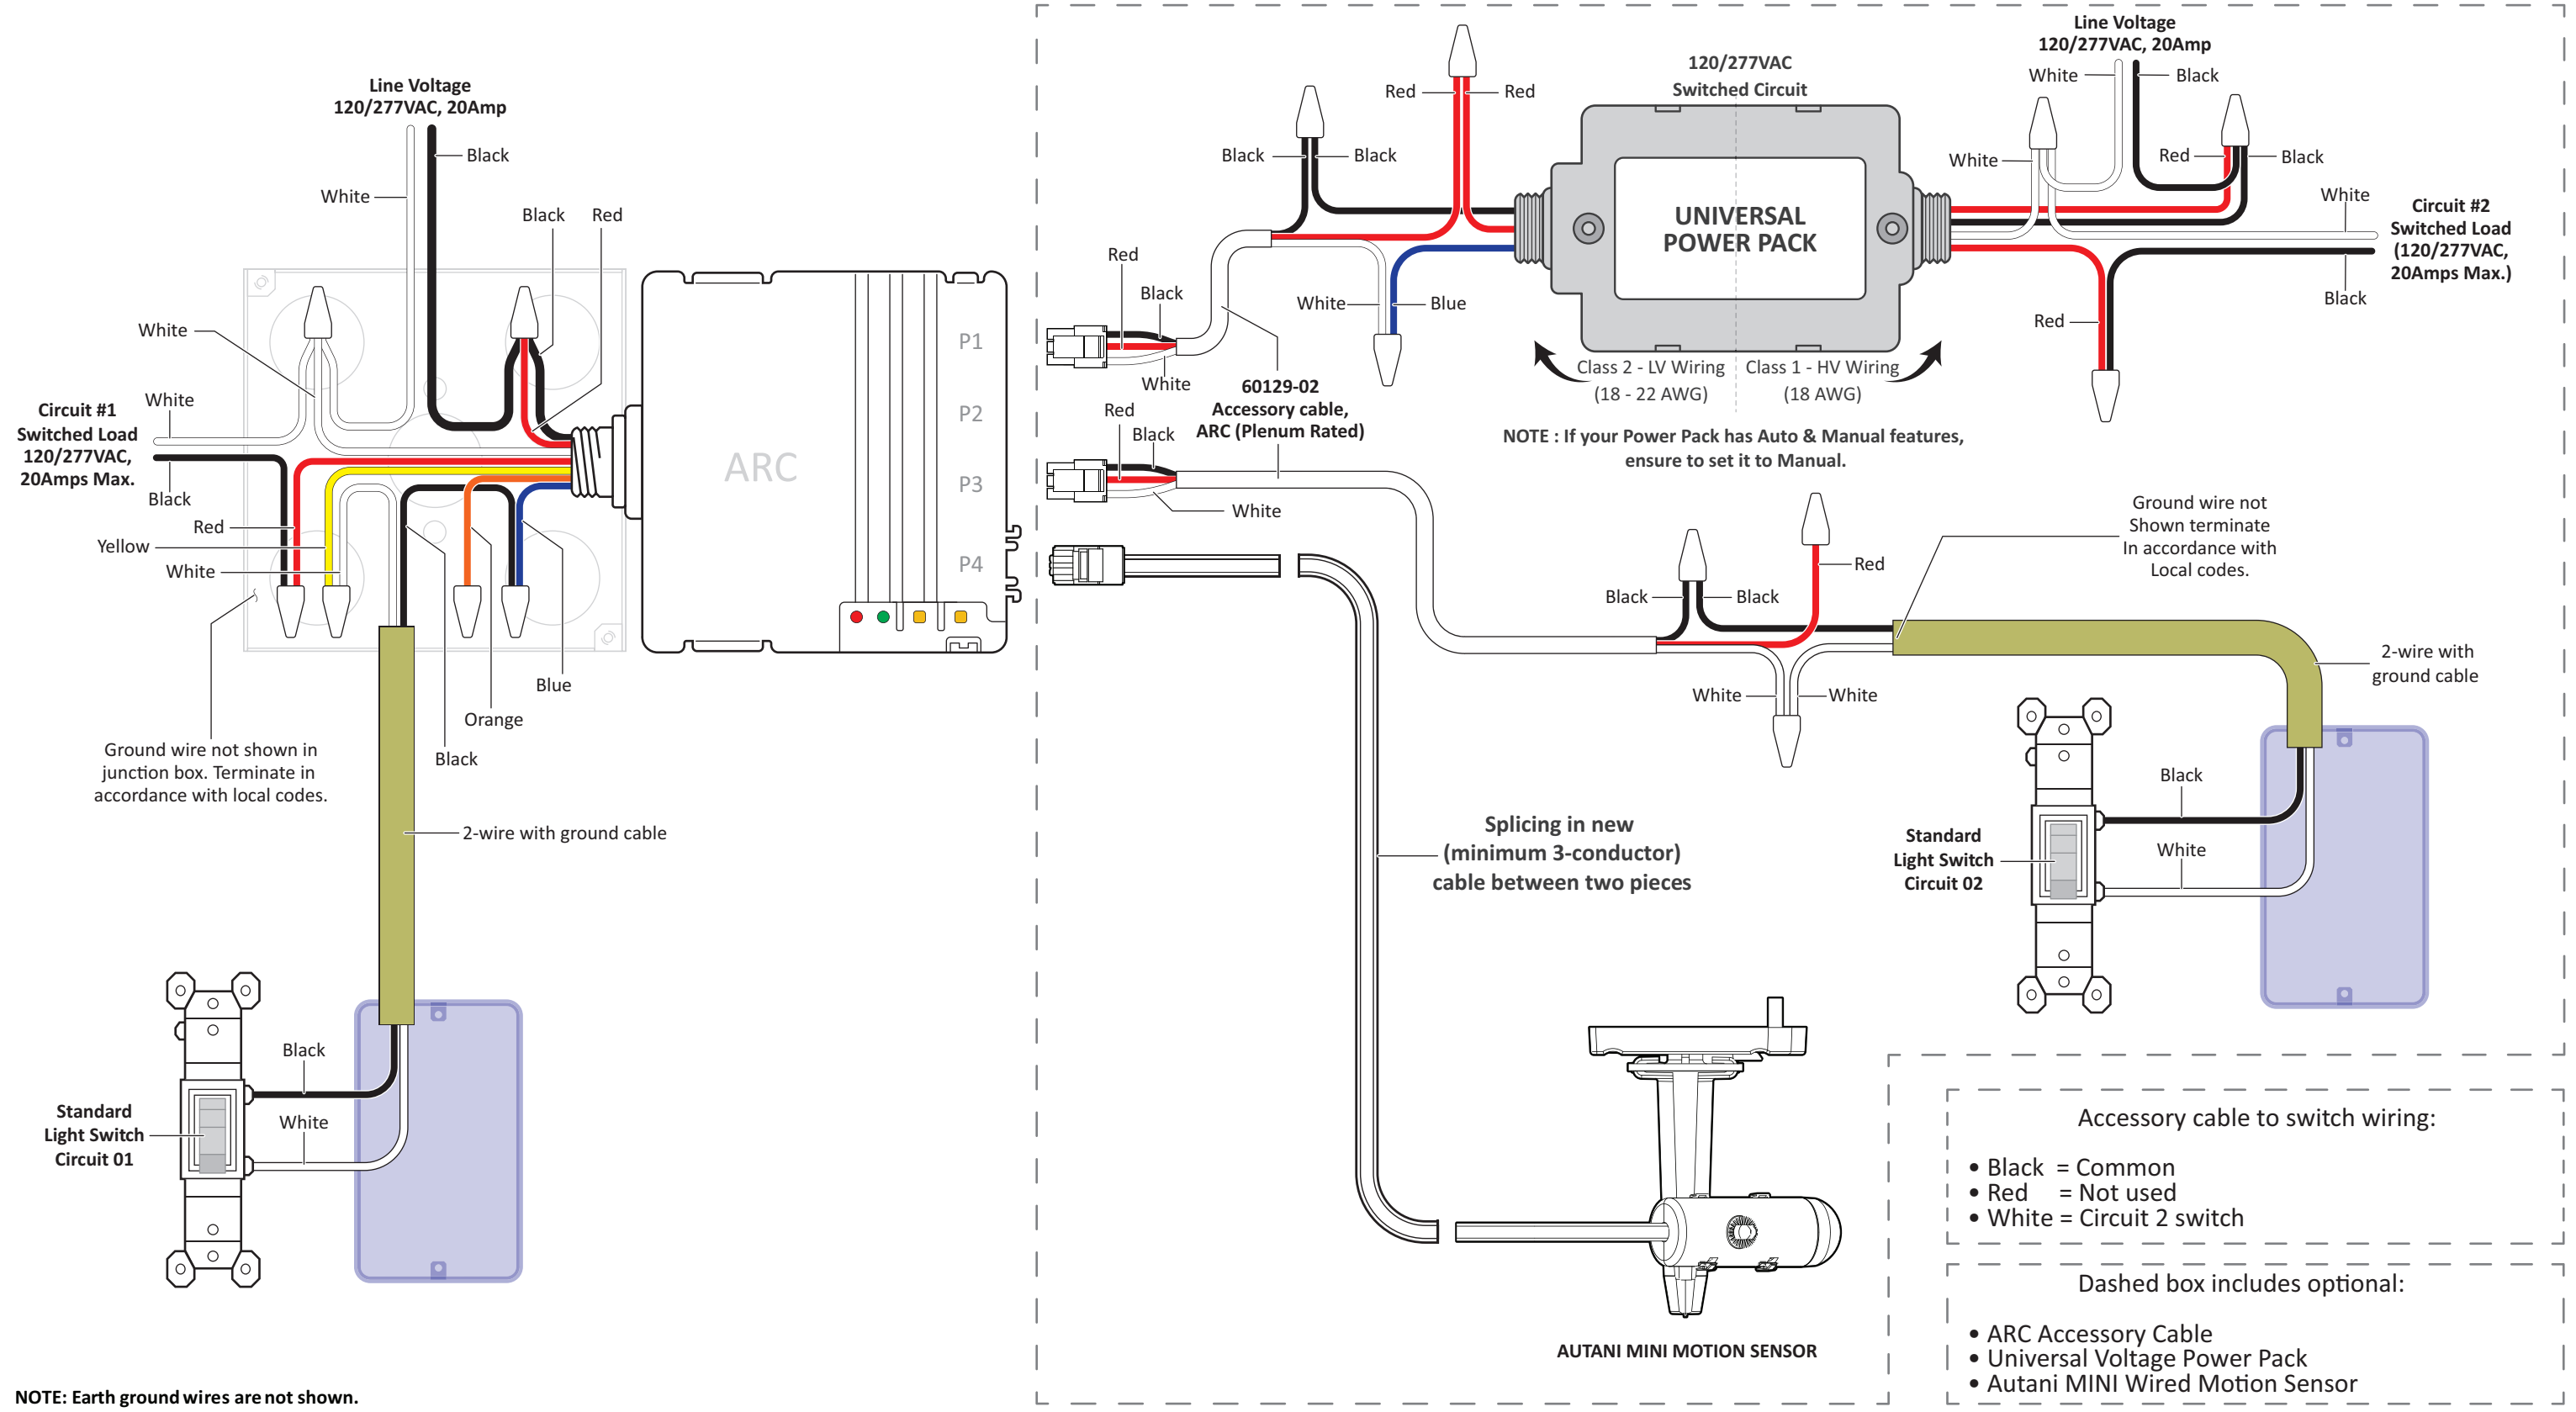 Line Voltage
120/277VAC, 20Amp
Black
White
Black
Red
White
White
Circuit #1
Switched Load
120/277VAC,
20Amps Max.
Black
Red
Yellow
White
Blue
Orange
Black
Ground wire not shown in
junction box. Terminate in
accordance with local codes.
2-wire with ground cable
Black
White
Standard
Light Switch
Circuit 01
NOTE: Earth ground wires are not shown.
ARC
P1
P2
P3
P4
Red
Red
120/277VAC
Switched Circuit
Black
Black
UNIVERSAL
POWER PACK
Line Voltage
120/277VAC, 20Amp
White
Black
White
Red
Black
White
Circuit #2
Switched Load
(120/277VAC,
20Amps Max.)
Black
Red
Red
Black
White
White
Blue
Class 2 - LV Wiring
(18 - 22 AWG)
Class 1 - HV Wiring
(18 AWG)
60129-02
Accessory cable,
ARC (Plenum Rated)
NOTE : If your Power Pack has Auto & Manual features,
ensure to set it to Manual.
Red
Black
White
Ground wire not
Shown terminate
In accordance with
Local codes.
Red
Black
Black
White
White
2-wire with
ground cable
Black
White
Standard
Light Switch
Circuit 02
Splicing in new
(minimum 3-conductor)
cable between two pieces
AUTANI MINI MOTION SENSOR
Accessory cable to switch wiring:
• Black = Common
• Red = Not used
• White = Circuit 2 switch
Dashed box includes optional:
• ARC Accessory Cable
• Universal Voltage Power Pack
• Autani MINI Wired Motion Sensor